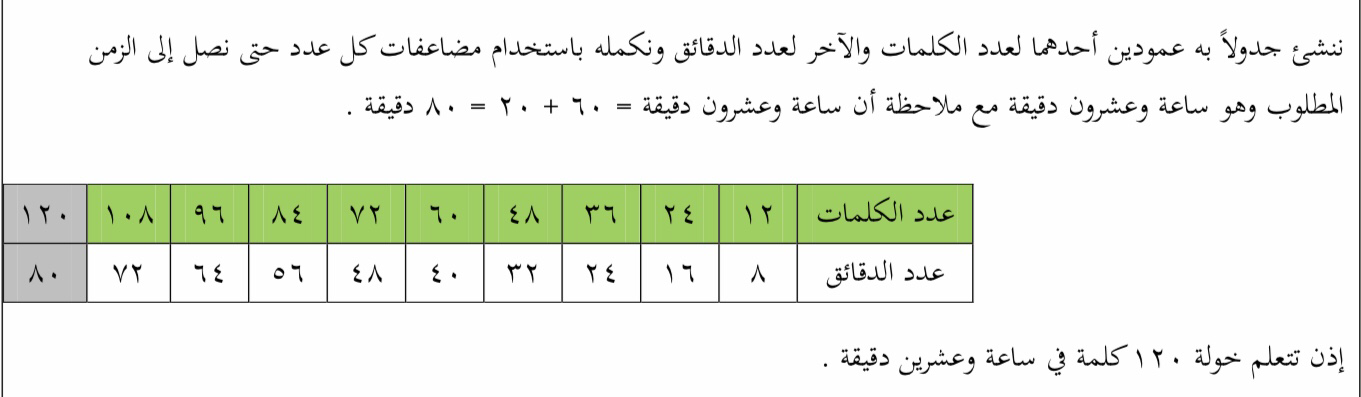 ننشئ جدولاً به عمودين أحدهما لعدد الكلمات والآخر لعدد الدقائق ونكمله باستخدام مضاعفات كل عدد حتى نصل إلى الزمن
المطلوب وهو ساعة وعشرون دقيقة مع ملاحظة أن ساعة وعشرون دقيقة = ٦٠ + ٢٠ = ٨٠ دقيقة .
عدد الكلمات ١٢ ٢٤ ٣٦ ٤٨ ٦٠ ٧٢ ٨٤ ٩٦ ١٠٨ ١٢٠
عدد الدقائق ٨ ١٦ ٢٤ ٣٢ ٤٠ ٤٨ ٥٦ ٦٤ ٧٢ ٨٠
إذن تتعلم خولة ١٢٠ كلمة في ساعة وعشرين دقيقة .